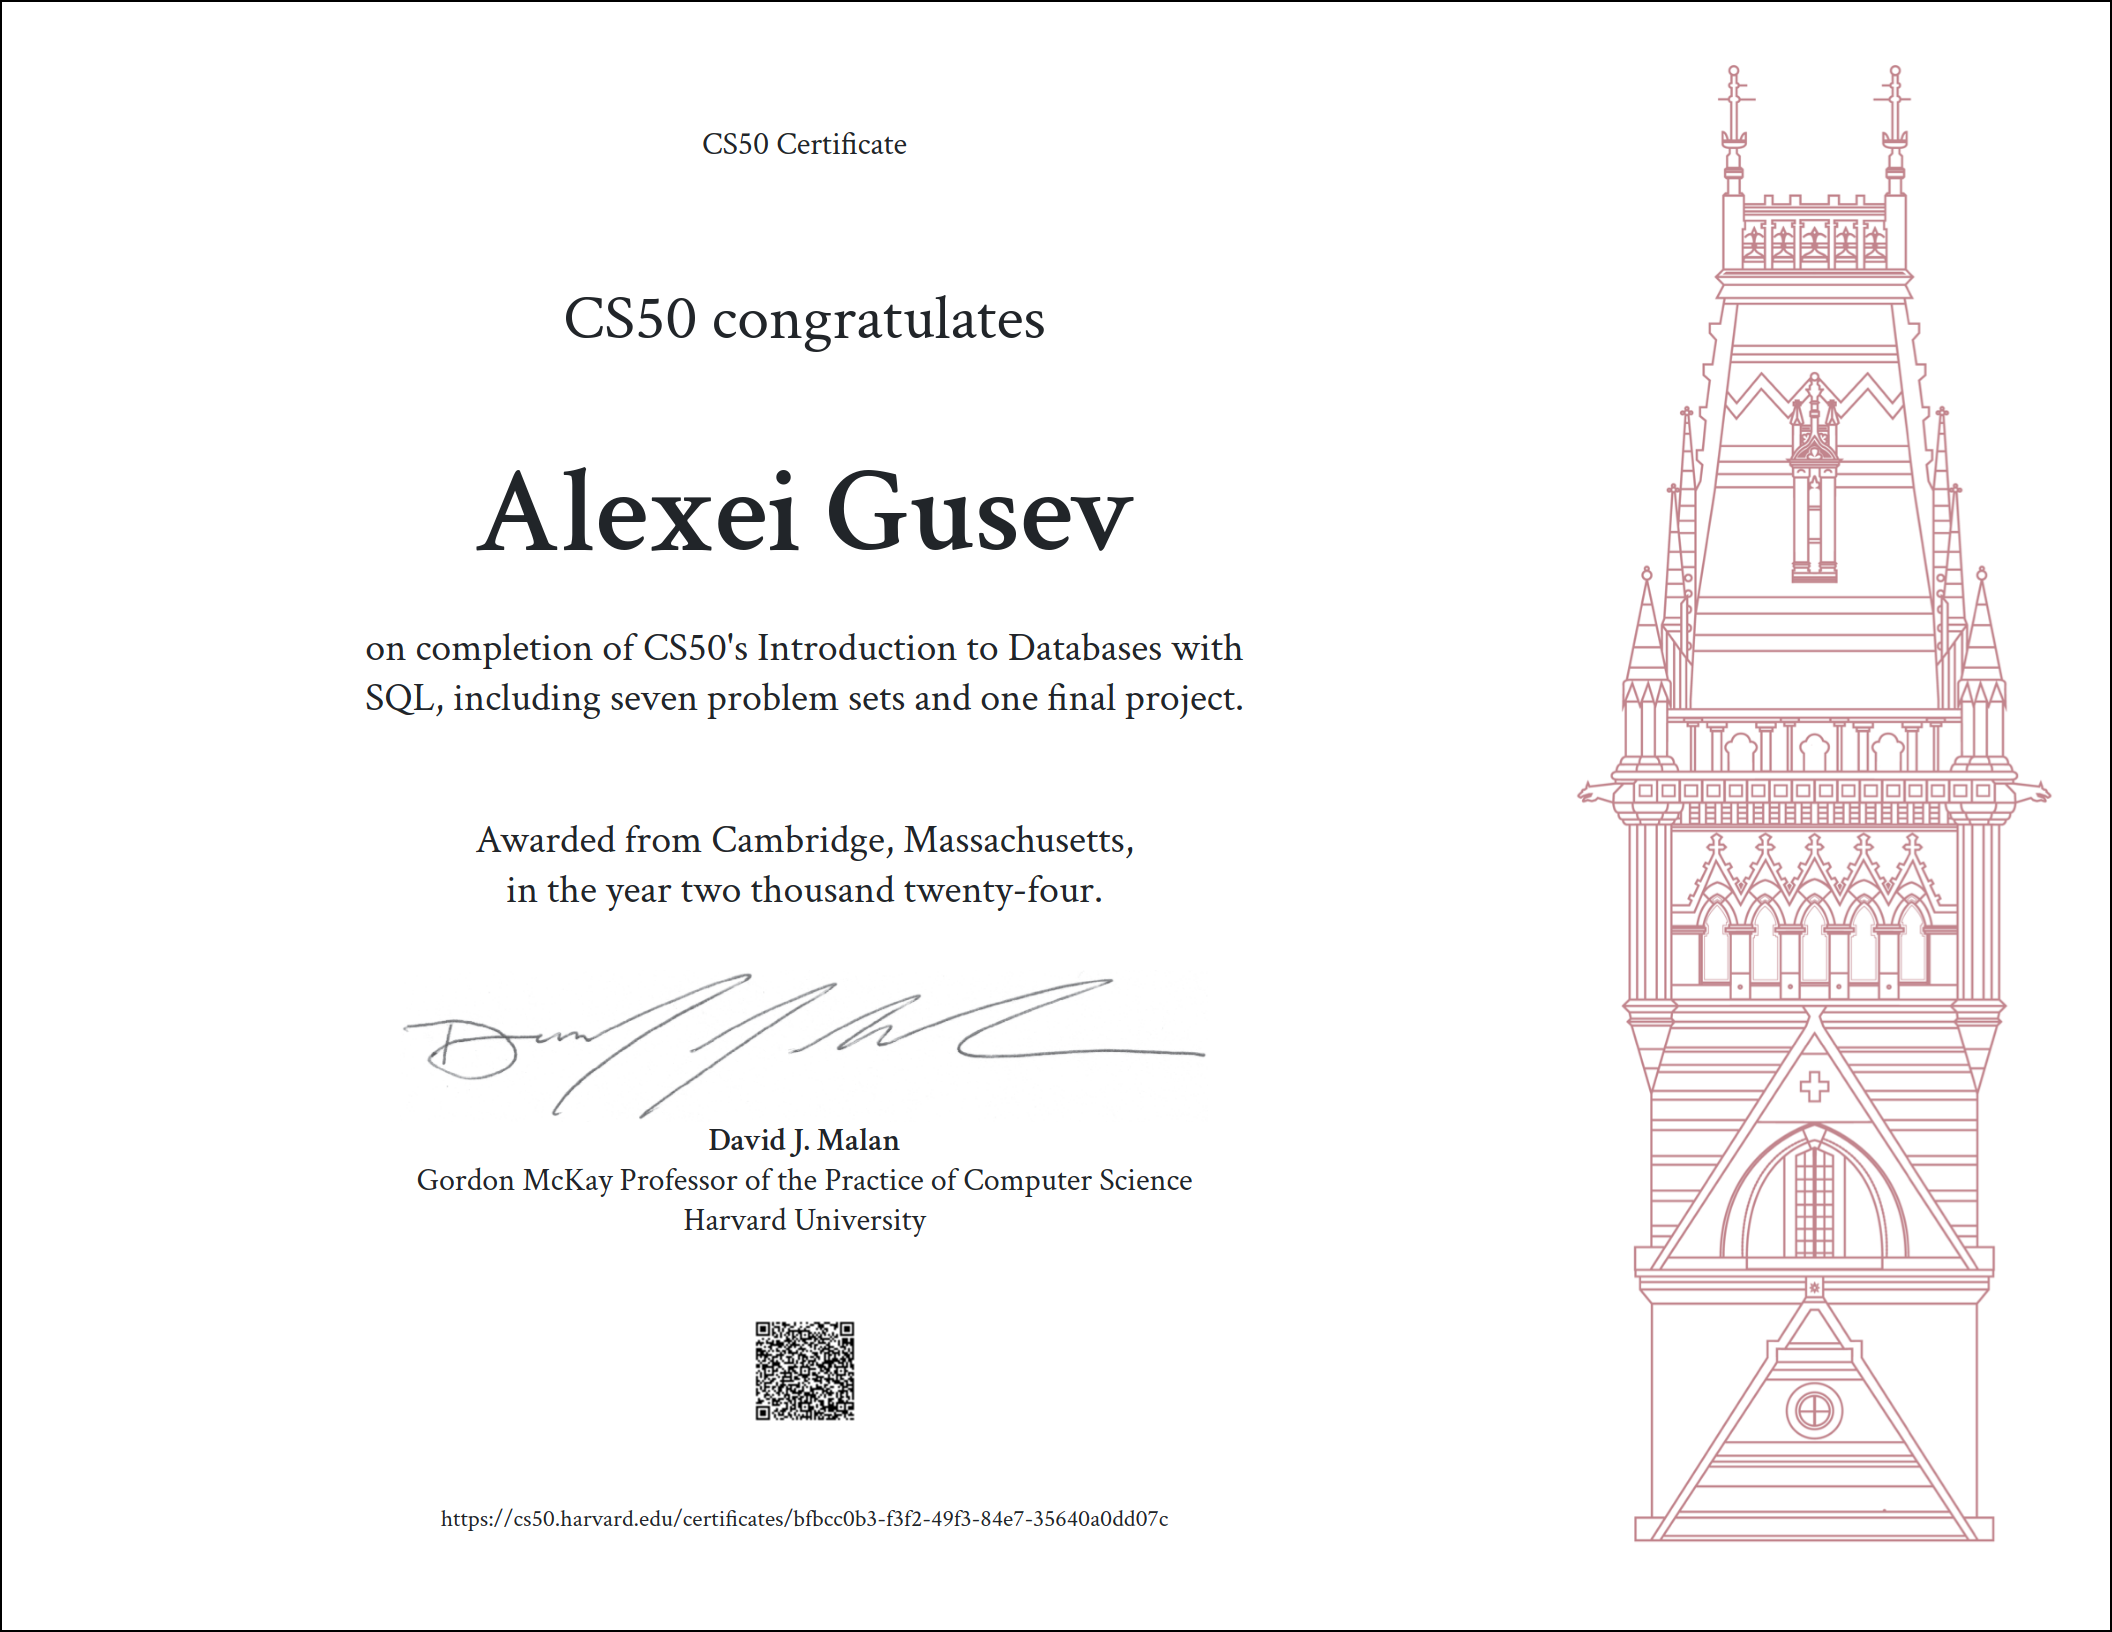 CS50 Certificate
CS50 congratulates
Alexei Gusev
on completion of CS50's Introduction to Databases with
SQL, including seven problem sets and one final project.
Awarded from Cambridge, Massachusetts,
in the year two thousand twenty-four.
David J. Malan
Gordon McKay Professor of the Practice of Computer Science
Harvard University
https://cs50.harvard.edu/certificates/bfbcc0b3-f3f2-49f3-84e7-35640a0dd07c